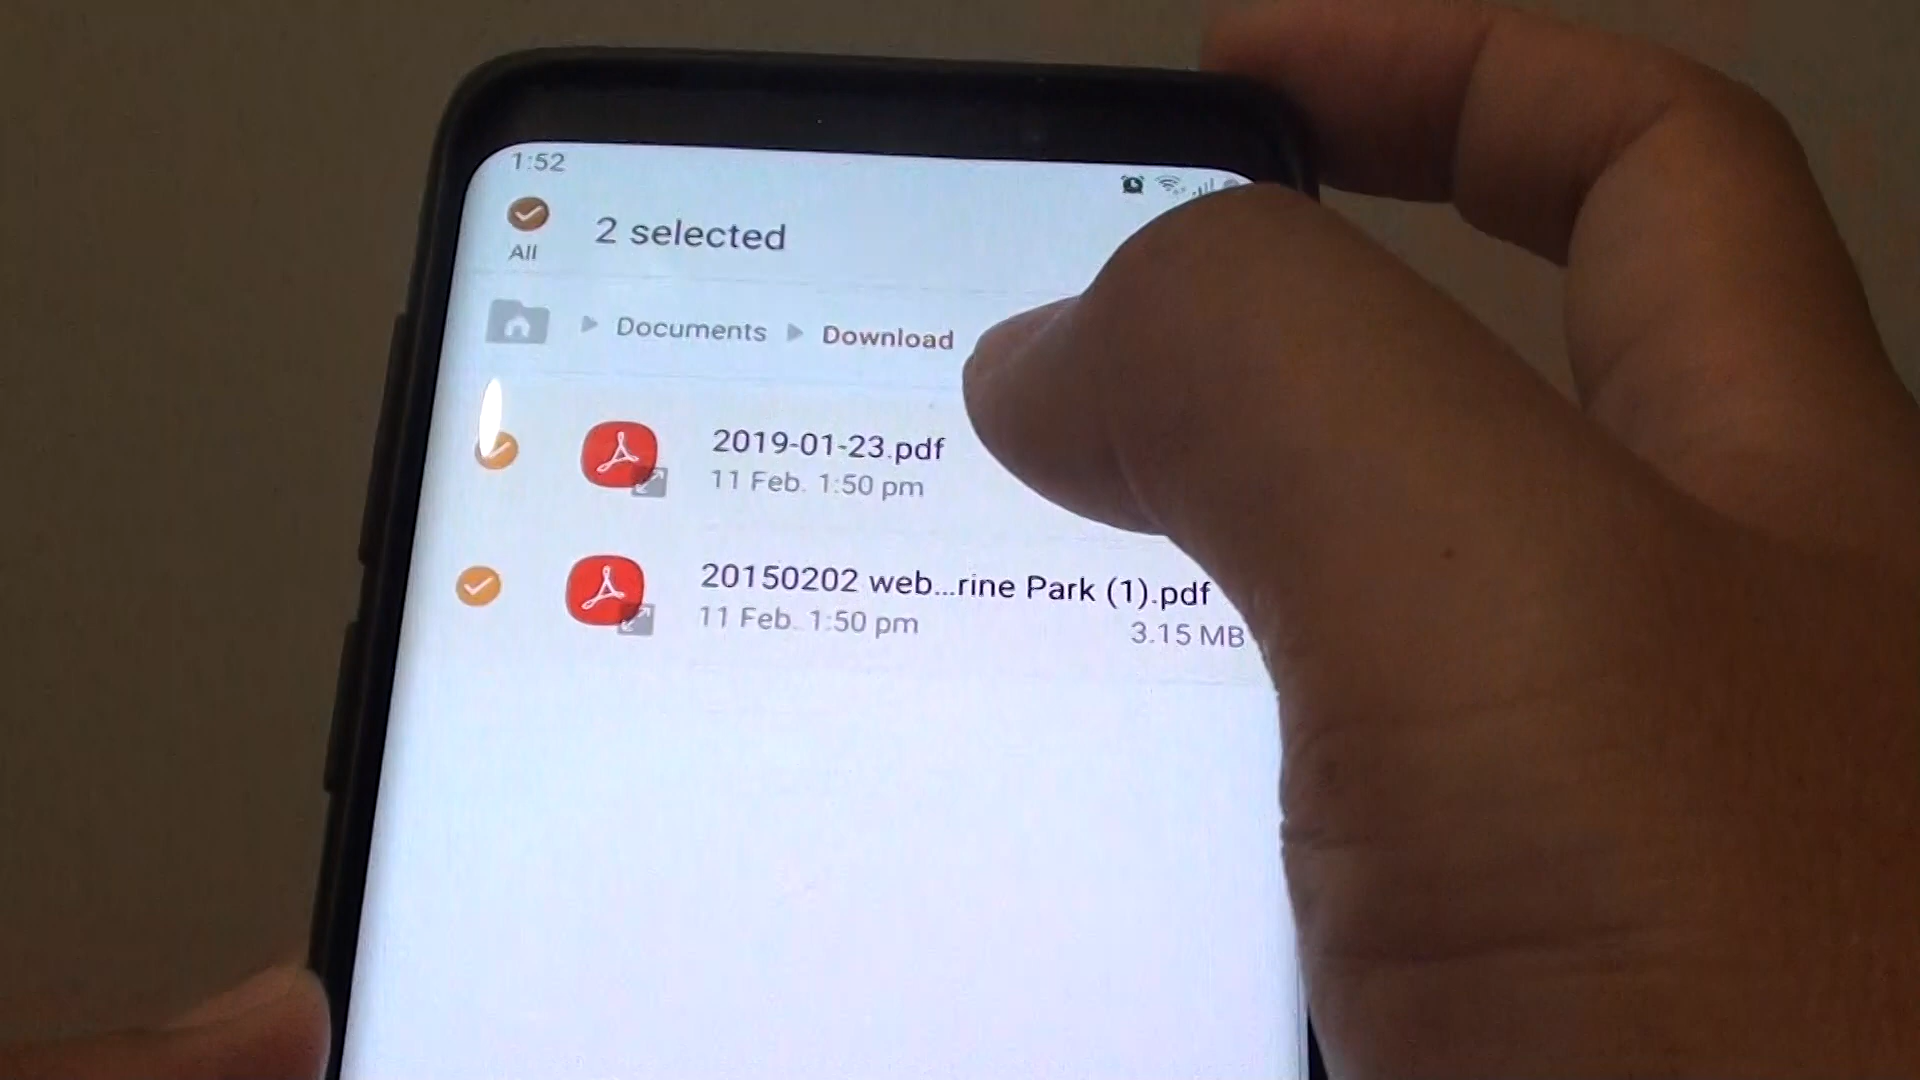 1:52
All
2 selected
Documents
Download
2019-01-23.pdf
11 Feb. 1:50 pm
20150202 web...rine Park (1).pdf
11 Feb. 1:50 pm
3.15 MB